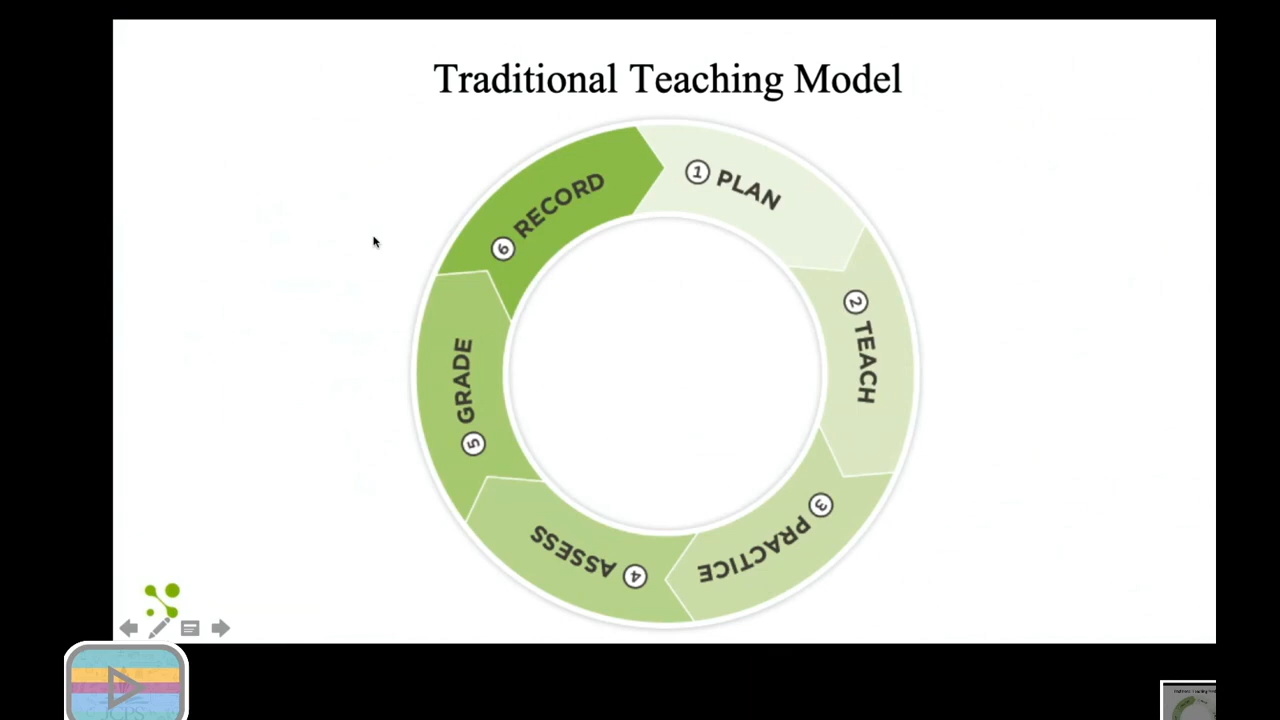 Traditional Teaching Model
1 PLAN
2 TEACH
3 PRACTICE
4 ASSESS
5 GRADE
6 RECORD